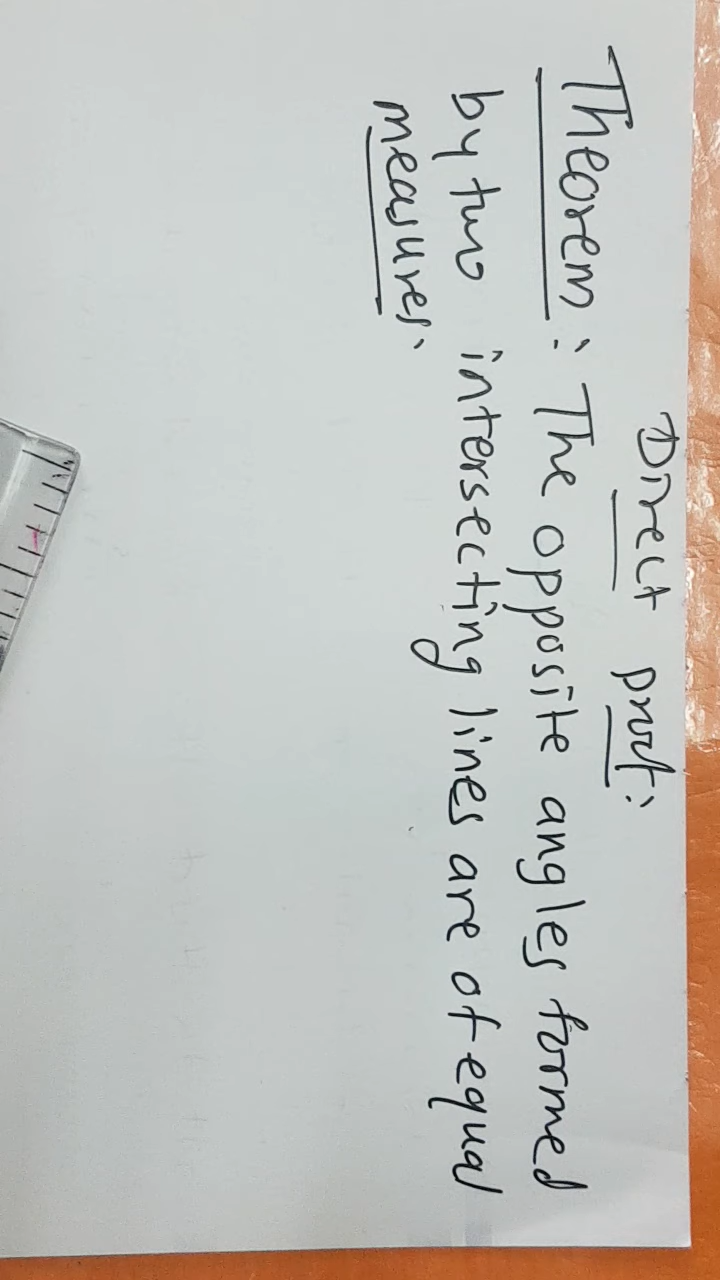 Direct proof:
Theorem: The opposite angles formed
by two intersecting lines are of equal
measures.